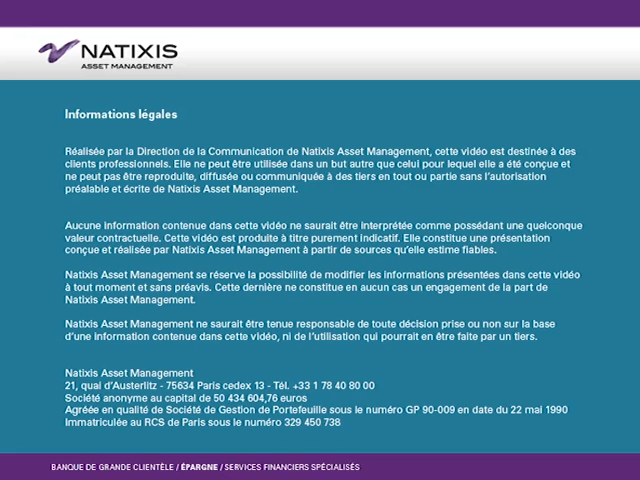 NATIXIS
ASSET MANAGEMENT
Informations légales
Réalisée par la Direction de la Communication de Natixis Asset Management, cette vidéo est destinée à des
clients professionnels. Elle ne peut être utilisée dans un but autre que celui pour lequel elle a été conçue et
ne peut pas être reproduite, diffusée ou communiquée à des tiers en tout ou partie sans l'autorisation
préalable et écrite de Natixis Asset Management.
Aucune information contenue dans cette vidéo ne saurait être interprétée comme possédant une quelconque
valeur contractuelle. Cette vidéo est produite à titre purement indicatif. Elle constitue une présentation
conçue et réalisée par Natixis Asset Management à partir de sources qu'elle estime fiables.
Natixis Asset Management se réserve la possibilité de modifier les informations présentées dans cette vidéo
à tout moment et sans préavis. Cette dernière ne constitue en aucun cas un engagement de la part de
Natixis Asset Management.
Natixis Asset Management ne saurait être tenue responsable de toute décision prise ou non sur la base
d'une information contenue dans cette vidéo, ni de l'utilisation qui pourrait en être faite par un tiers.
Natixis Asset Management
21, quai d'Austerlitz - 75634 Paris cedex 13 - Tél. +33 1 78 40 80 00
Société anonyme au capital de 50 434 604,76 euros
Agréée en qualité de Société de Gestion de Portefeuille sous le numéro GP 90-009 en date du 22 mai 1990
Immatriculée au RCS de Paris sous le numéro 329 450 738
BANQUE DE GRANDE CLIENTÈLE / ÉPARGNE / SERVICES FINANCIERS SPÉCIALISÉS